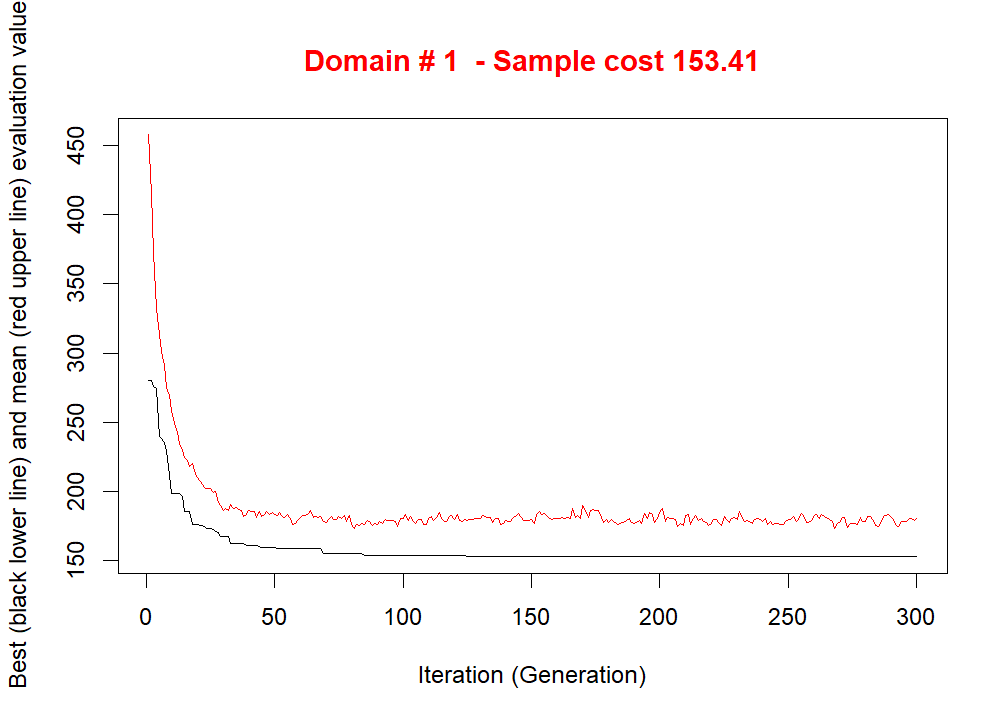 Domain # 1  - Sample cost 153.41
Best (black lower line) and mean (red upper line) evaluation value
450
400
350
300
250
200
150
0 50 100 150 200 250 300
Iteration (Generation)